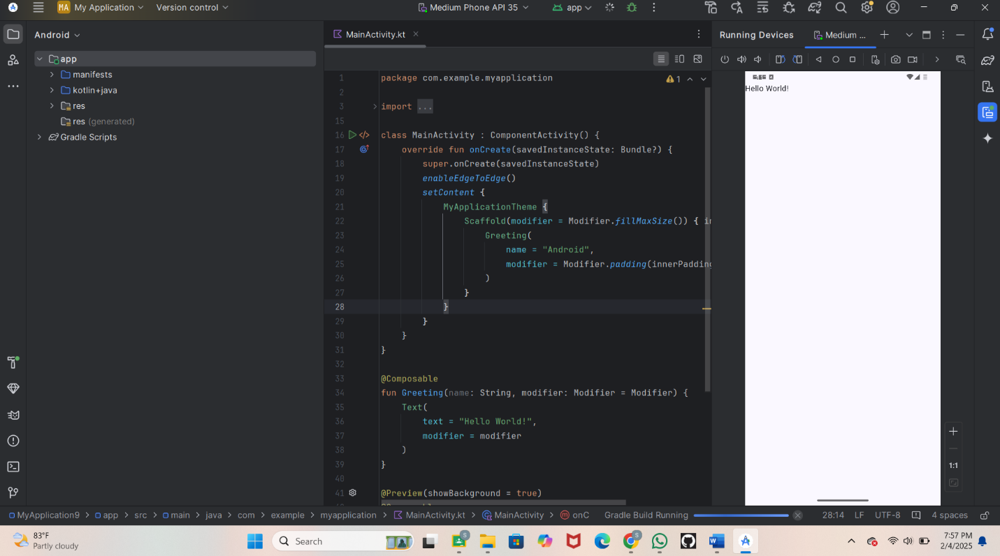 MA My Application Version control Medium Phone API 35 app
Android
app
manifests
kotlin+java
res
res (generated)
Gradle Scripts
MainActivity.kt
1
1 package com.example.myapplication
2
3 import ...
15
16 class MainActivity : ComponentActivity() {
17 override fun onCreate(savedInstanceState: Bundle?) {
18 super.onCreate(savedInstanceState)
19 enableEdgeToEdge()
20 setContent {
21 MyApplicationTheme {
22 Scaffold(modifier = Modifier.fillMaxSize()) {
23 Greeting(
24 name = "Android",
25 modifier = Modifier.padding(innerPadding
26 )
27 }
28 }
29 }
30 }
31 }
32
33 @Composable
34 fun Greeting(name: String, modifier: Modifier = Modifier) {
35 Text(
36 text = "Hello World!",
37 modifier = modifier
38 )
39 }
40
41 @Preview(showBackground = true)
Running Devices Medium ...
Hello World!
1:1
MyApplication9 > app > src > main > java > com > example > myapplication > MainActivity.kt > MainActivity > onC Gradle Build Running 28:14 LF UTF-8 4 spaces
83°F
Partly cloudy
Search
7:57 PM
2/4/2025